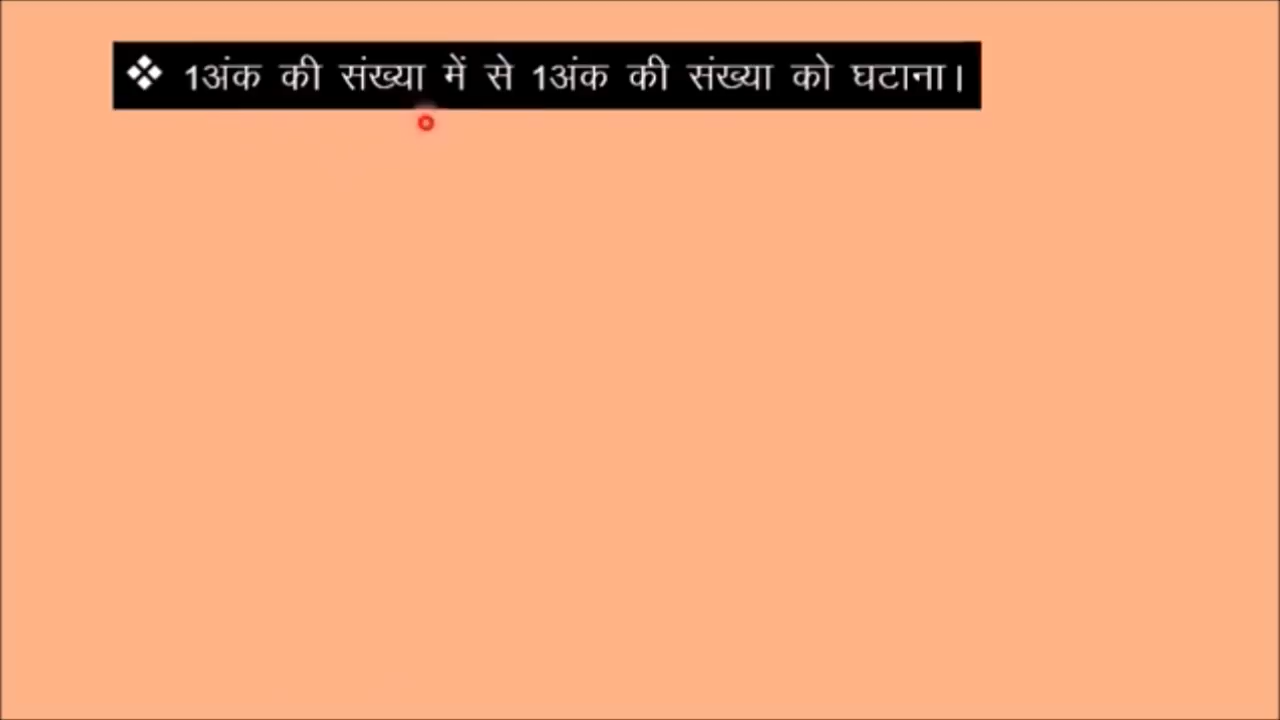 ❖ 1अंक की संख्या में से 1अंक की संख्या को घटाना।